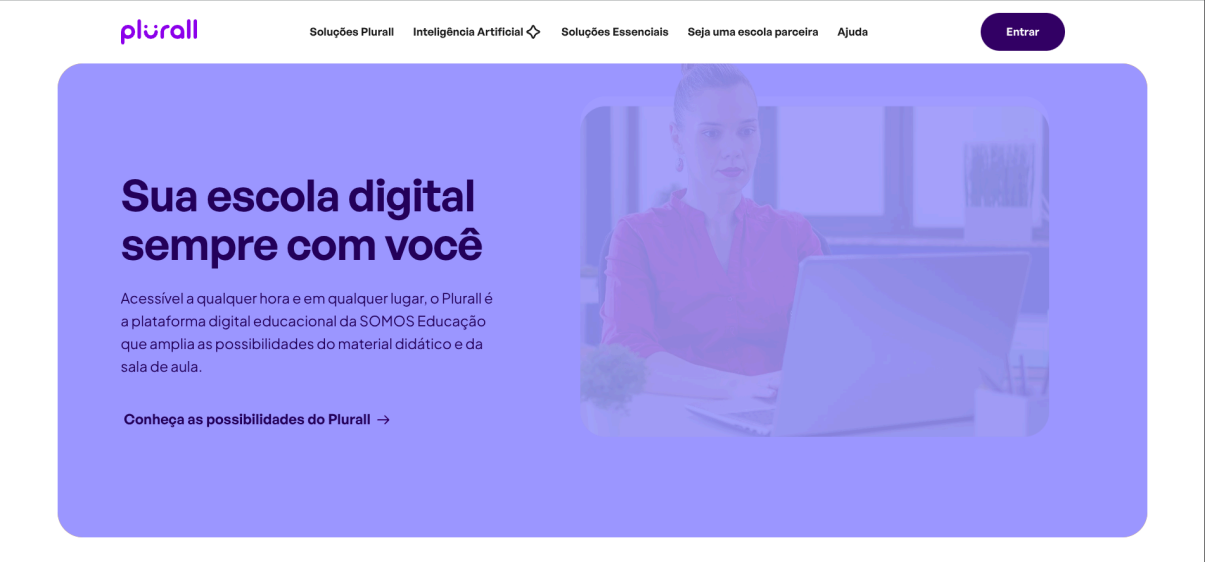 plurall
Soluções Plurall
Inteligência Artificial
Soluções Essenciais
Seja uma escola parceira
Ajuda
Entrar
Sua escola digital
sempre com você
Acessível a qualquer hora e em qualquer lugar, o Plurall é
a plataforma digital educacional da SOMOS Educação
que amplia as possibilidades do material didático e da
sala de aula.
Conheça as possibilidades do Plurall →